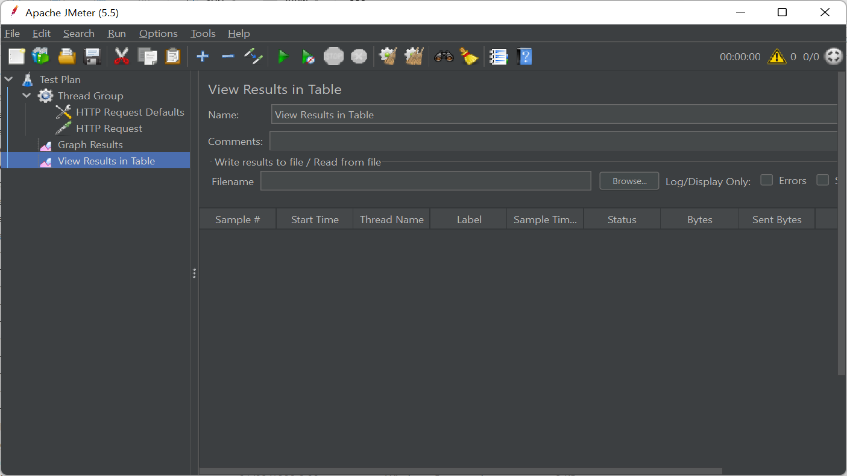 Apache JMeter (5.5)
File Edit Search Run Options Tools Help
00:00:00 0 0/0
Test Plan
Thread Group
HTTP Request Defaults
HTTP Request
Graph Results
View Results in Table
View Results in Table
Name: View Results in Table
Comments:
Write results to file / Read from file
Filename Browse... Log/Display Only: Errors
Sample # Start Time Thread Name Label Sample Tim... Status Bytes Sent Bytes